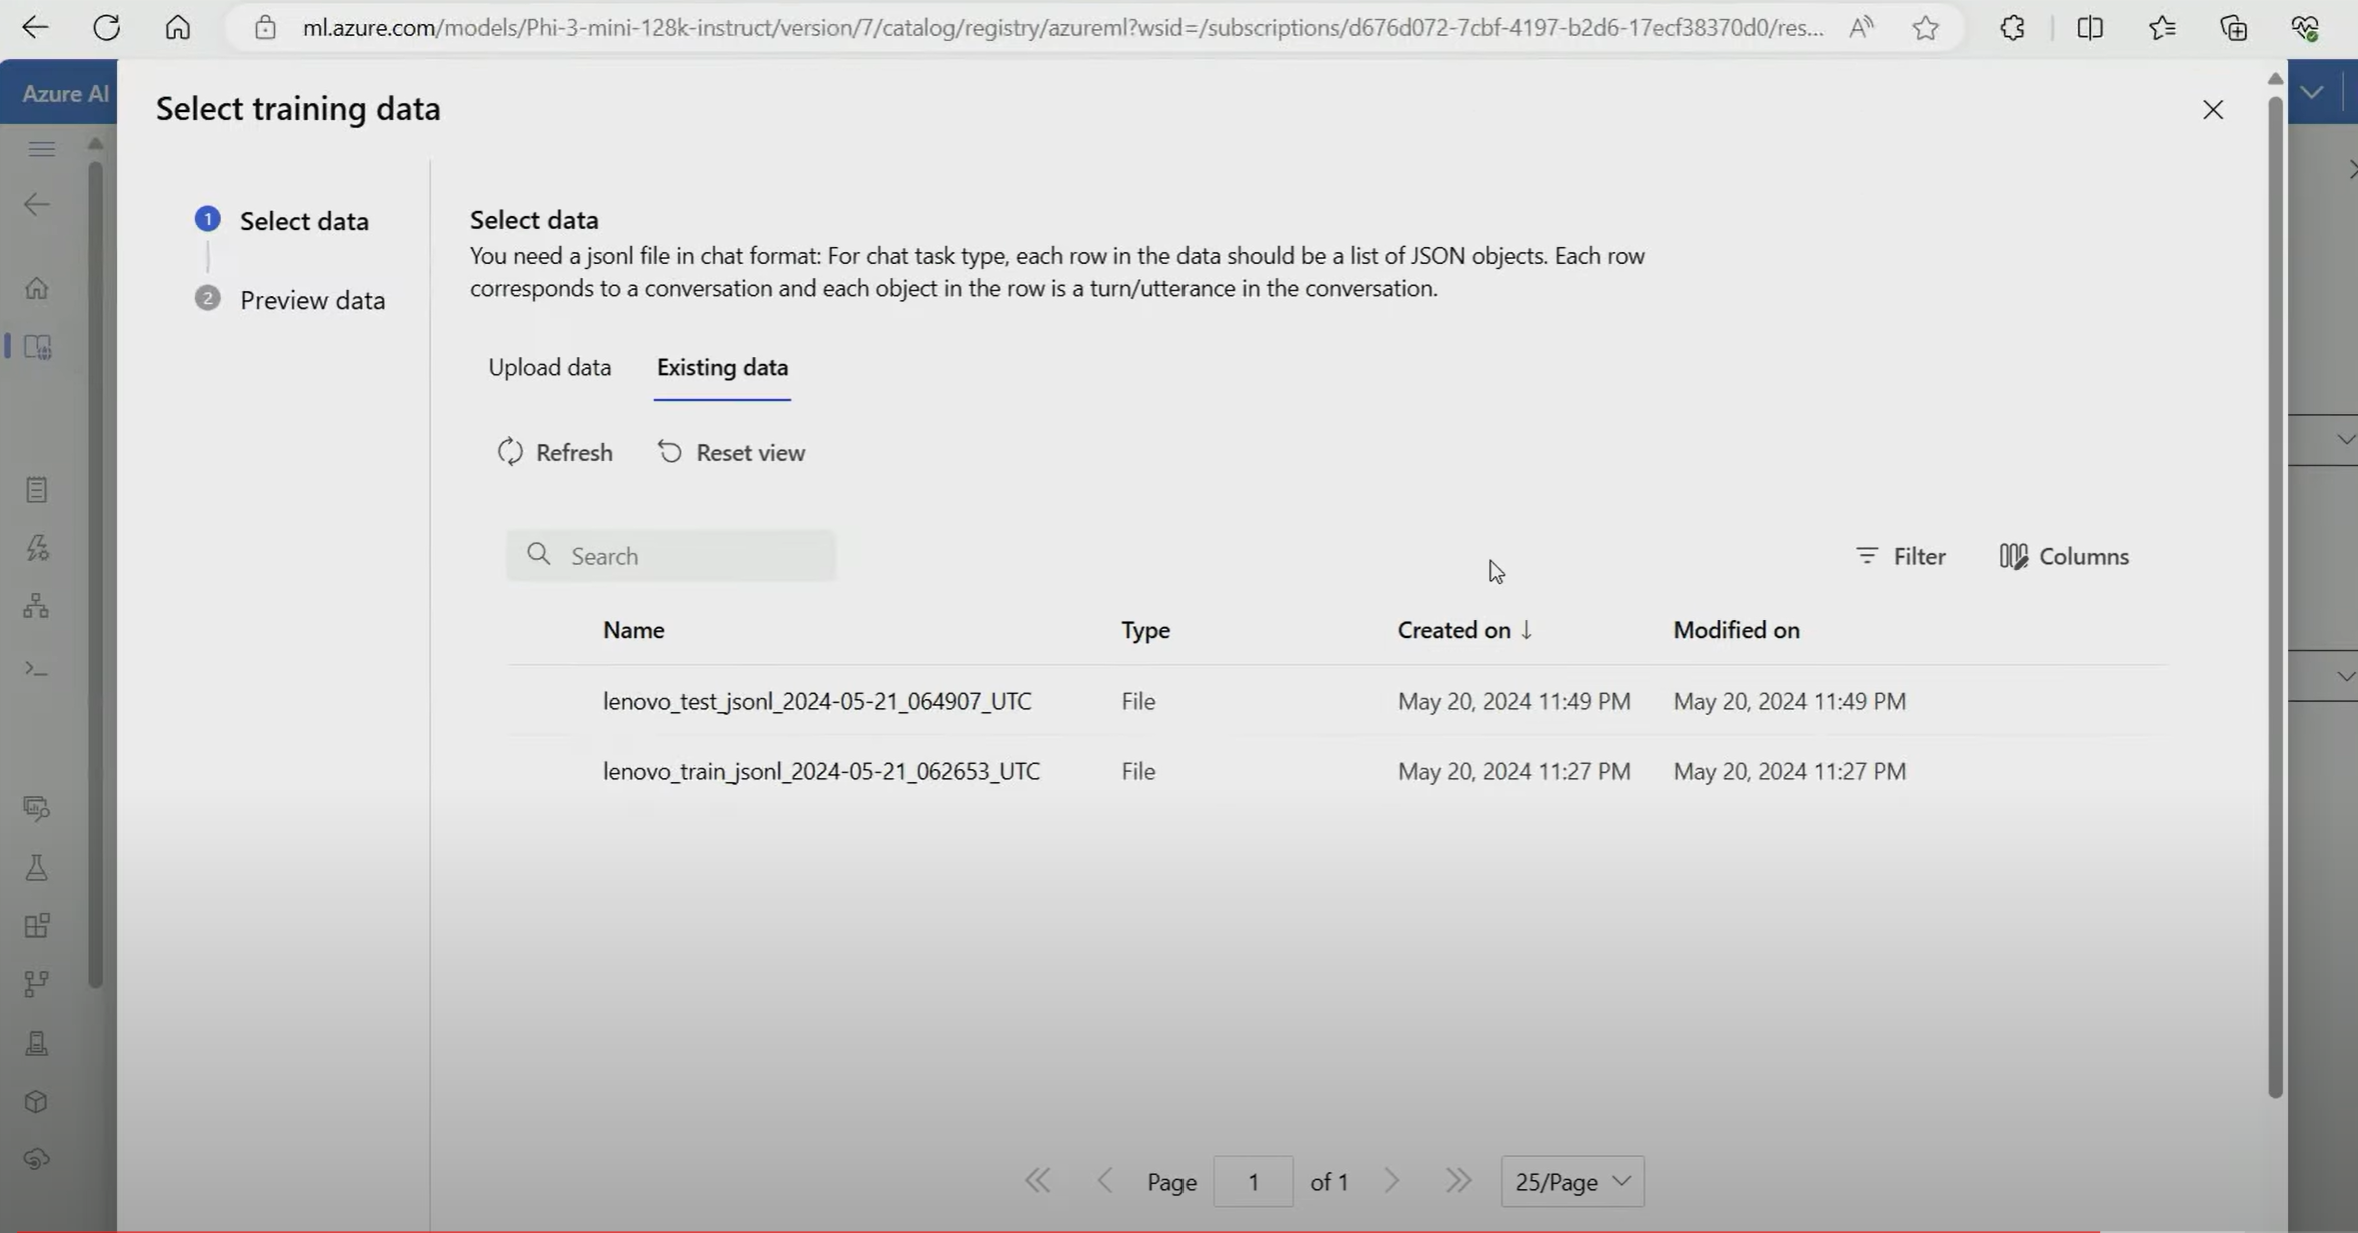 ml.azure.com/models/Phi-3-mini-128k-instruct/version/7/catalog/registry/azureml?wsid=/subscriptions/d676d072-7cbf-4197-b2d6-17ecf38370d0/res...
Azure AI
Select training data
1 Select data
2 Preview data
Select data
You need a jsonl file in chat format: For chat task type, each row in the data should be a list of JSON objects. Each row
corresponds to a conversation and each object in the row is a turn/utterance in the conversation.
Upload data Existing data
Refresh Reset view
Search Filter Columns
Name Type Created on ↓ Modified on
lenovo_test_jsonl_2024-05-21_064907_UTC File May 20, 2024 11:49 PM May 20, 2024 11:49 PM
lenovo_train_jsonl_2024-05-21_062653_UTC File May 20, 2024 11:27 PM May 20, 2024 11:27 PM
Page 1 of 1 25/Page